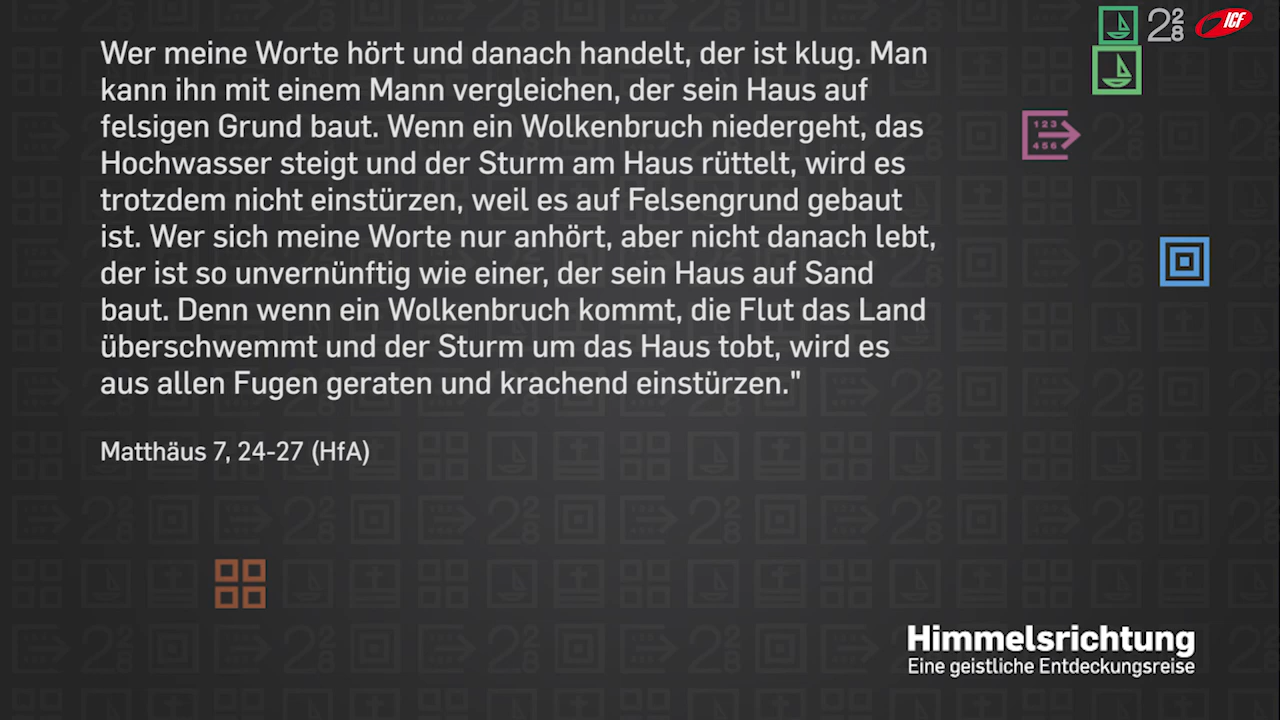 Wer meine Worte hört und danach handelt, der ist klug. Man
kann ihn mit einem Mann vergleichen, der sein Haus auf
felsigen Grund baut. Wenn ein Wolkenbruch niedergeht, das
Hochwasser steigt und der Sturm am Haus rüttelt, wird es
trotzdem nicht einstürzen, weil es auf Felsengrund gebaut
ist. Wer sich meine Worte nur anhört, aber nicht danach lebt,
der ist so unvernünftig wie einer, der sein Haus auf Sand
baut. Denn wenn ein Wolkenbruch kommt, die Flut das Land
überschwemmt und der Sturm um das Haus tobt, wird es
aus allen Fugen geraten und krachend einstürzen."
Matthäus 7, 24-27 (HfA)
228
ICF
123
456
Himmelsrichtung
Eine geistliche Entdeckungsreise